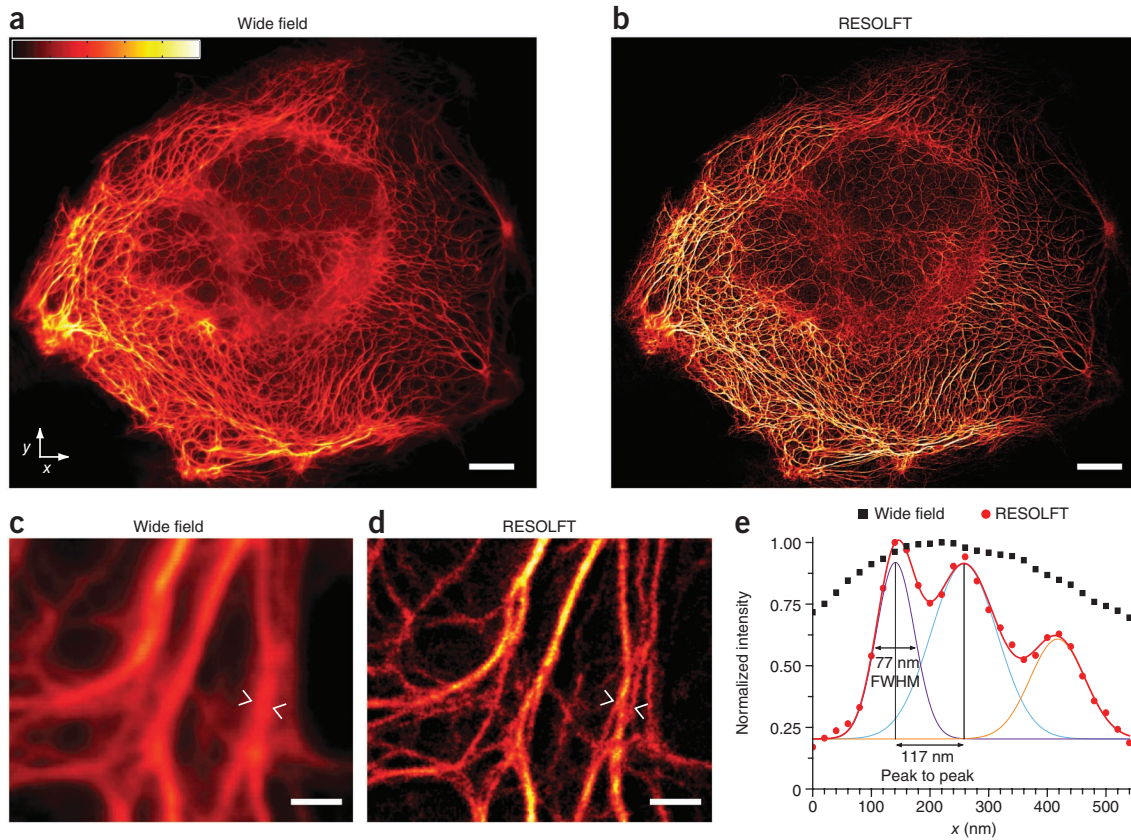 a
Wide field
b
RESOLFT
y
x
c
Wide field
d
RESOLFT
e
Wide field
RESOLFT
Normalized intensity
1.00
0.75
0.50
0.25
0
77 nm
FWHM
117 nm
Peak to peak
0 100 200 300 400 500
x (nm)